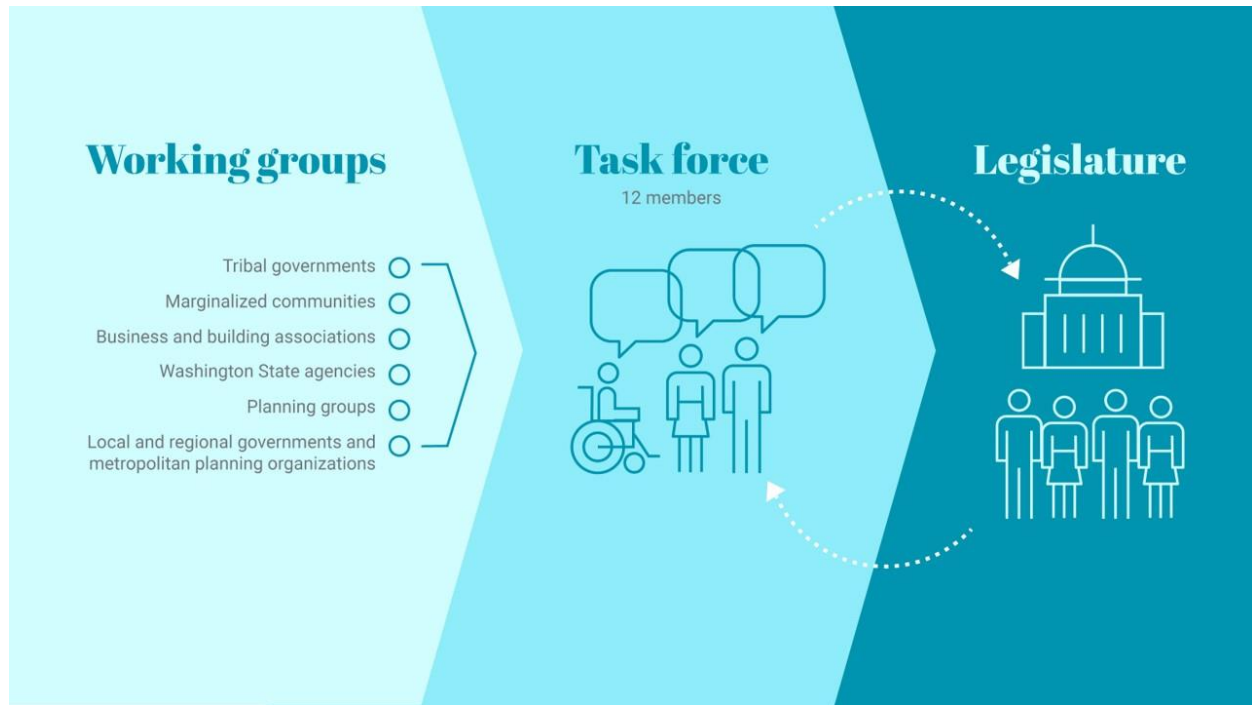 Working groups
Tribal governments
Marginalized communities
Business and building associations
Washington State agencies
Planning groups
Local and regional governments and
metropolitan planning organizations
Task force
12 members
Legislature